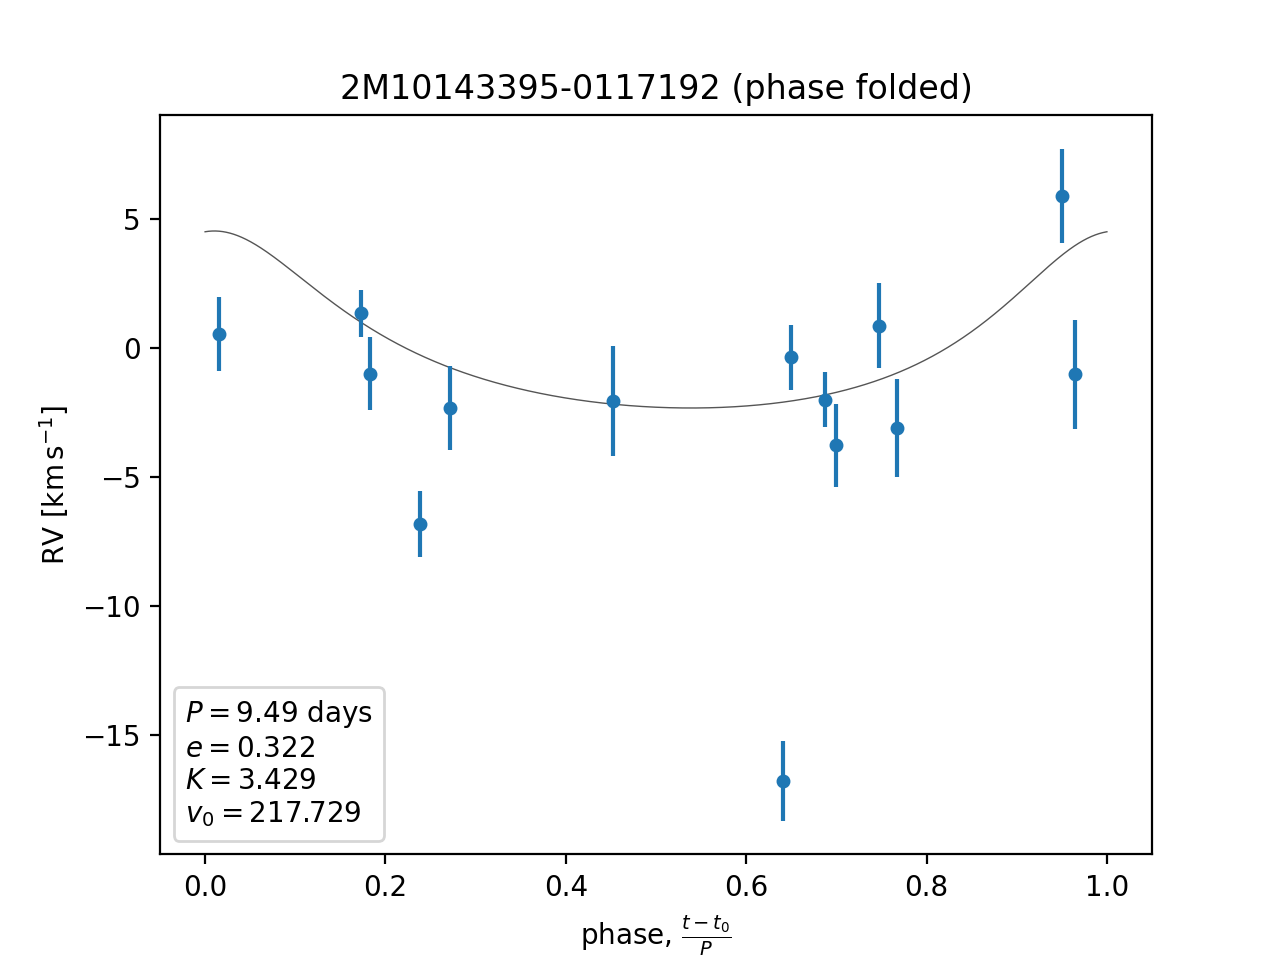 2M10143395-0117192 (phase folded)
RV [km s⁻¹]
5
0
−5
−10
−15
P = 9.49 days
e = 0.322
K = 3.429
v₀ = 217.729
0.0 0.2 0.4 0.6 0.8 1.0
phase, (t − t₀)/P